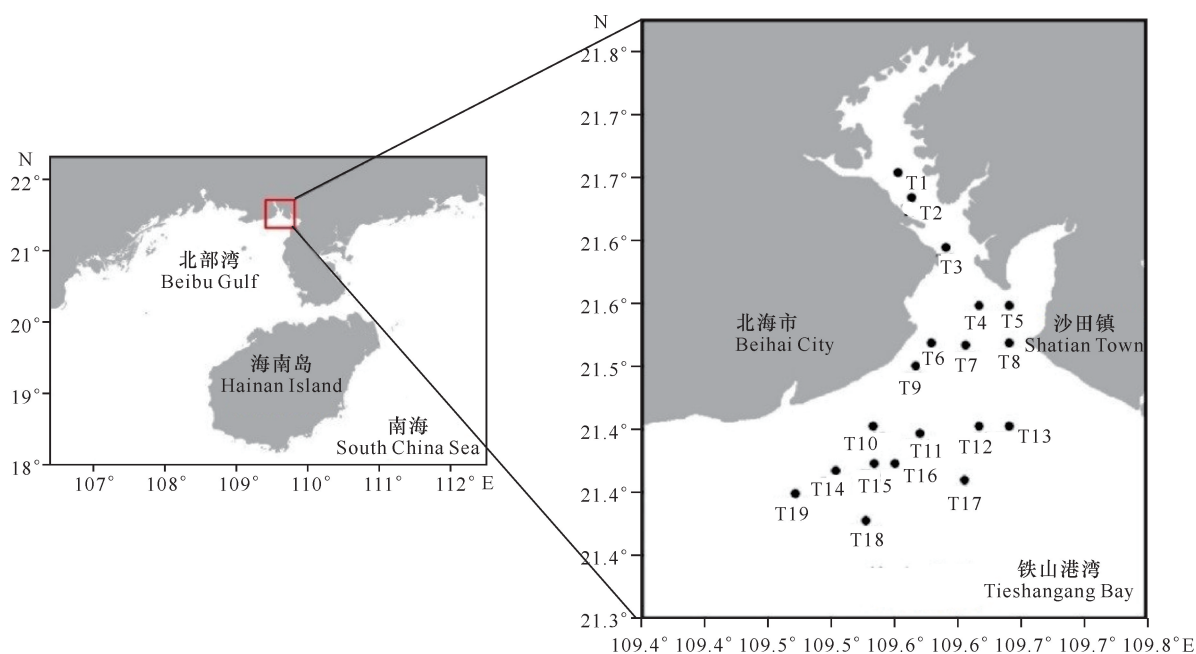 N
22°
21°
20°
19°
18°
107°
108°
109°
110°
111°
112°
E
北部湾
Beibu Gulf
海南岛
Hainan Island
南海
South China Sea
N
21.8°
21.7°
21.7°
21.6°
21.6°
21.5°
21.4°
21.4°
21.4°
21.3°
109.4°
109.4°
109.5°
109.5°
109.6°
109.6°
109.7°
109.7°
109.8°E
T1
T2
T3
T4
T5
北海市
Beihai City
沙田镇
Shatian Town
T6
T7
T8
T9
T10
T11
T12
T13
T14
T15
T16
T17
T19
T18
铁山港湾
Tieshangang Bay